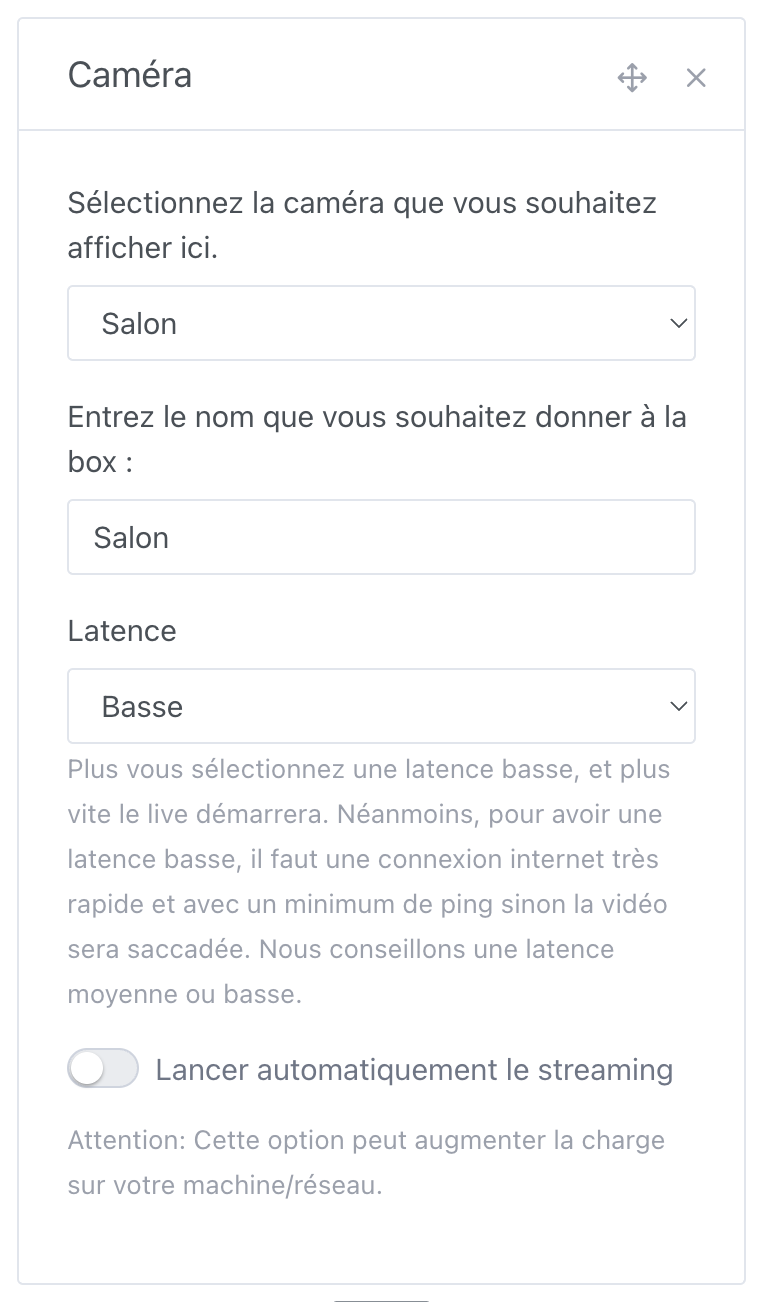 Caméra
Sélectionnez la caméra que vous souhaitez
afficher ici.
Salon
Entrez le nom que vous souhaitez donner à la
box :
Salon
Latence
Basse
Plus vous sélectionnez une latence basse, et plus
vite le live démarrera. Néanmoins, pour avoir une
latence basse, il faut une connexion internet très
rapide et avec un minimum de ping sinon la vidéo
sera saccadée. Nous conseillons une latence
moyenne ou basse.
Lancer automatiquement le streaming
Attention: Cette option peut augmenter la charge
sur votre machine/réseau.